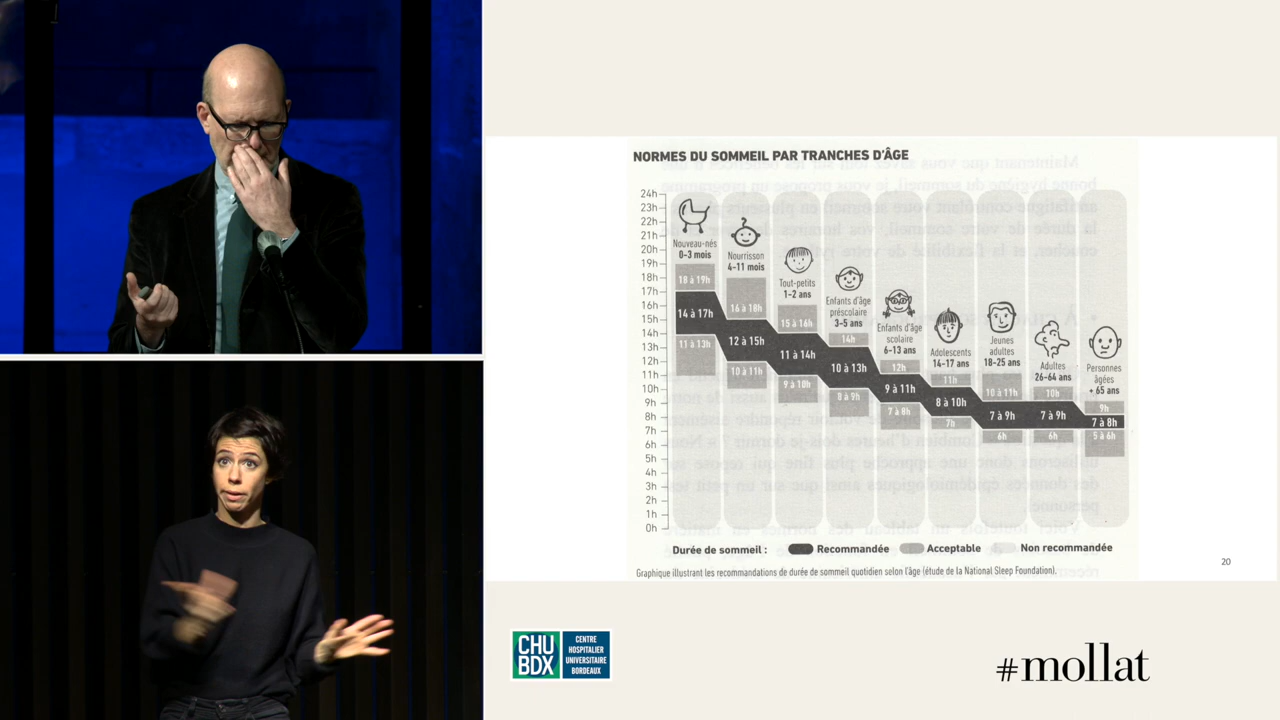 NORMES DU SOMMEIL PAR TRANCHES D'ÂGE
24h
23h
22h
21h
20h
19h
18h
17h
16h
15h
14h
13h
12h
11h
10h
9h
8h
7h
6h
5h
4h
3h
2h
1h
0h
Nouveau-nés
0-3 mois
18 à 19h
14 à 17h
11 à 13h
Nourrisson
4-11 mois
16 à 18h
12 à 15h
10 à 11h
Tout-petits
1-2 ans
15 à 16h
11 à 14h
9 à 10h
Enfants d'âge
préscolaire
3-5 ans
14h
10 à 13h
8 à 9h
Enfants d'âge
scolaire
6-13 ans
12h
9 à 11h
7 à 8h
Adolescents
14-17 ans
11h
8 à 10h
7h
Jeunes
adultes
18-25 ans
10 à 11h
7 à 9h
6h
Adultes
26-64 ans
10h
7 à 9h
6h
Personnes
âgées
+ 65 ans
9h
7 à 8h
5 à 6h
Durée de sommeil : Recommandée Acceptable Non recommandée
Graphique illustrant les recommandations de durée de sommeil quotidien selon l'âge (étude de la National Sleep Foundation).
20
CHU
BDX
CENTRE
HOSPITALIER
UNIVERSITAIRE
BORDEAUX
#mollat